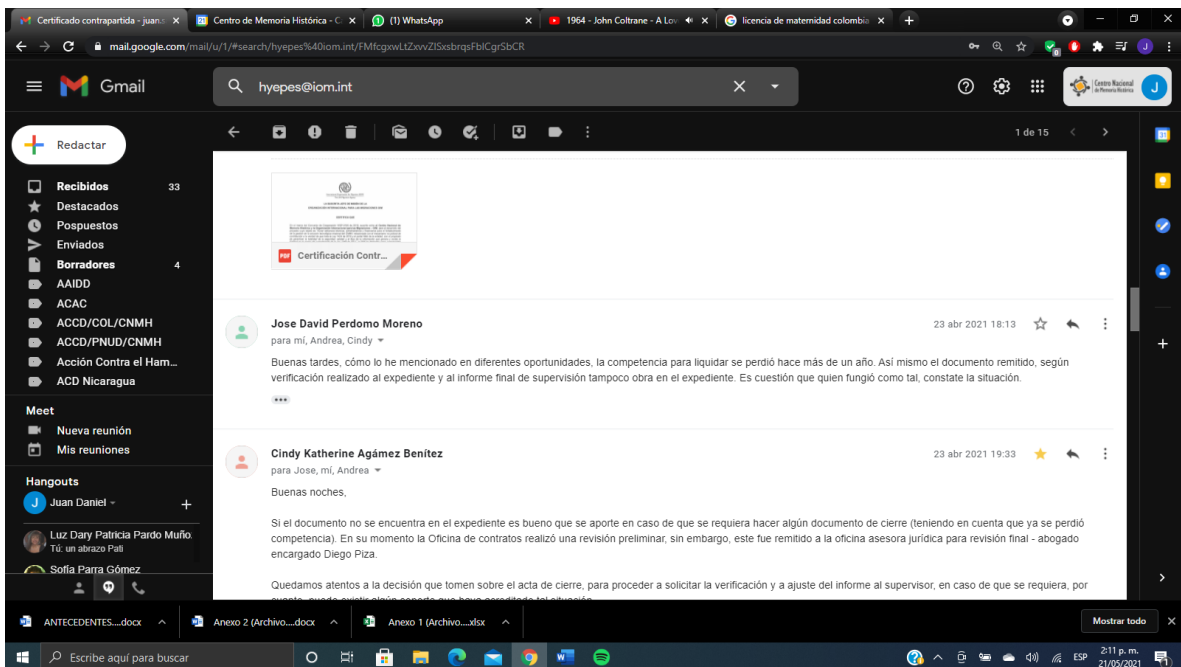 Certificado contrapartida - juan.s
Centro de Memoria Histórica - C
(1) WhatsApp
1964 - John Coltrane - A Lov
licencia de maternidad colombia
mail.google.com/mail/u/1/#search/hyepes%40iom.int/FMfcgxwLtZxvvZlSxsbrqsFblCgrSbCR
Gmail
hyepes@iom.int
Centro Nacional
de Memoria Histórica
J
Redactar
1 de 15
Recibidos 33
Destacados
Pospuestos
Enviados
Borradores 4
AAIDD
ACAC
ACCD/COL/CNMH
ACCD/PNUD/CNMH
Acción Contra el Ham...
ACD Nicaragua
Meet
Nueva reunión
Mis reuniones
Hangouts
J Juan Daniel
Luz Dary Patricia Pardo Muño
Tú: un abrazo Pati
Sofía Parra Gómez
PDF Certificación Contr...
Jose David Perdomo Moreno 23 abr 2021 18:13
para mí, Andrea, Cindy
Buenas tardes, cómo lo he mencionado en diferentes oportunidades, la competencia para liquidar se perdió hace más de un año. Así mismo el documento remitido, según
verificación realizado al expediente y al informe final de supervisión tampoco obra en el expediente. Es cuestión que quien fungió como tal, constate la situación.
Cindy Katherine Agámez Benítez 23 abr 2021 19:33
para Jose, mí, Andrea
Buenas noches,
Si el documento no se encuentra en el expediente es bueno que se aporte en caso de que se requiera hacer algún documento de cierre (teniendo en cuenta que ya se perdió
competencia). En su momento la Oficina de contratos realizó una revisión preliminar, sin embargo, este fue remitido a la oficina asesora jurídica para revisión final - abogado
encargado Diego Piza.
Quedamos atentos a la decisión que tomen sobre el acta de cierre, para proceder a solicitar la verificación y a ajuste del informe al supervisor, en caso de que se requiera, por
ANTECEDENTES....docx
Anexo 2 (Archivo....docx
Anexo 1 (Archivo....xlsx
Mostrar todo
Escribe aquí para buscar
ESP
2:11 p. m.
21/05/2021